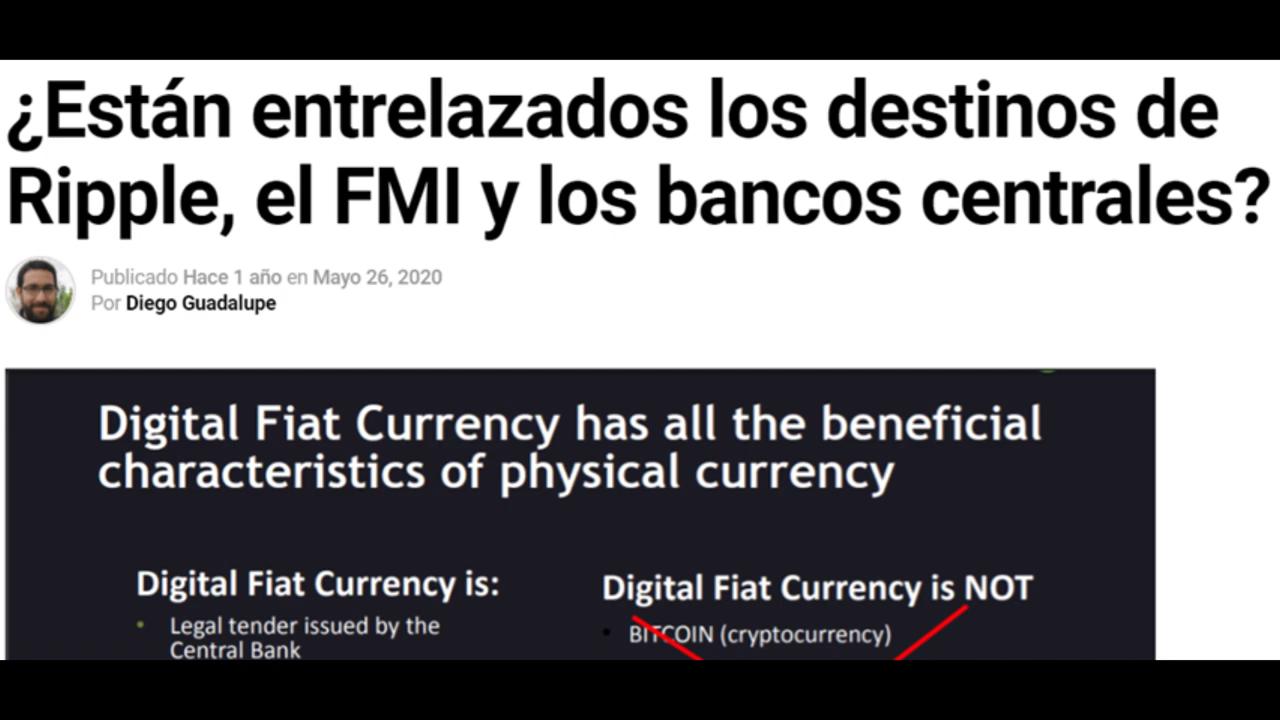 ¿Están entrelazados los destinos de
Ripple, el FMI y los bancos centrales?
Publicado Hace 1 año en Mayo 26, 2020
Por Diego Guadalupe
Digital Fiat Currency has all the beneficial
characteristics of physical currency
Digital Fiat Currency is:
• Legal tender issued by the
Central Bank
Digital Fiat Currency is NOT
• BITCOIN (cryptocurrency)